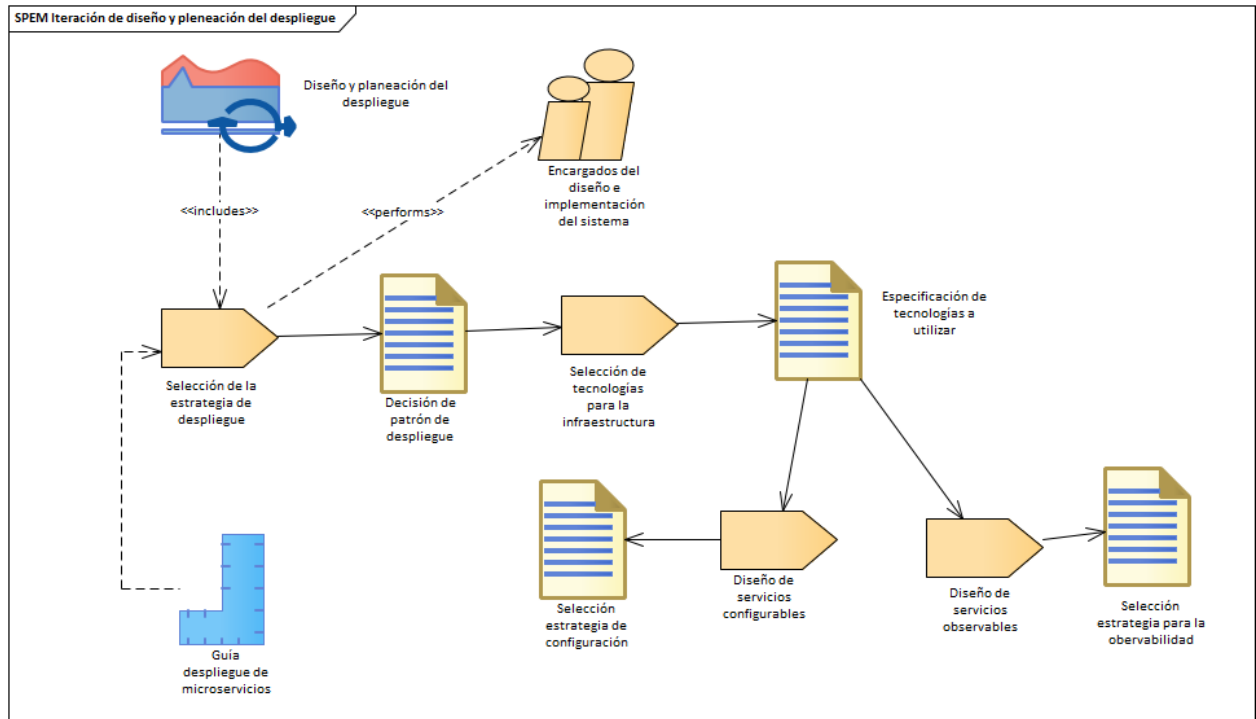 SPEM Iteración de diseño y pleneación del despliegue
Diseño y planeación del
despliegue
Encargados del
diseño e
implementación
del sistema
<<includes>>
<<performs>>
Especificación de
tecnologías a
utilizar
Selección de la
estrategia de
despliegue
Decisión de
patrón de
despliegue
Selección de
tecnologías
para la
infraestructura
Selección
estrategia de
configuración
Diseño de
servicios
configurables
Diseño de
servicios
observables
Selección
estrategia para la
obervabilidad
Guía
despliegue de
microservicios